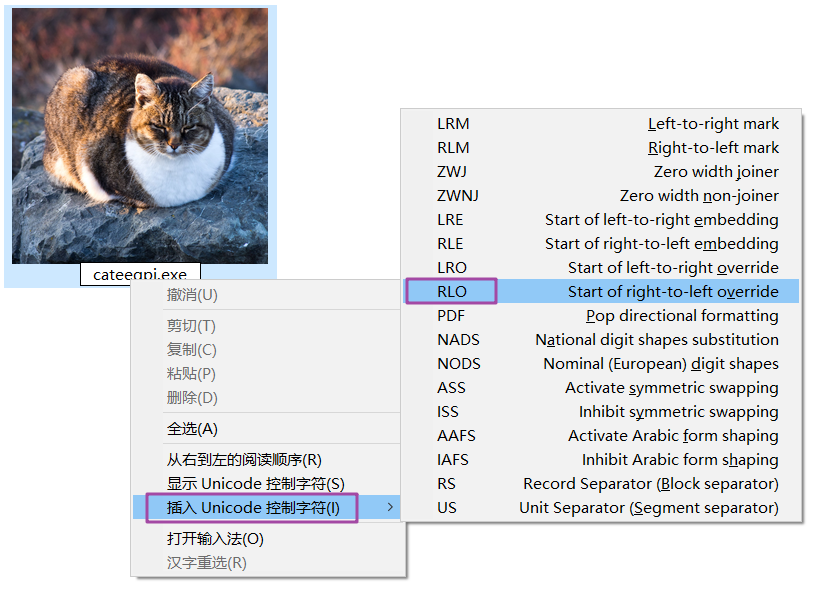 cateeqpj.exe
撤消(U)
剪切(T)
复制(C)
粘贴(P)
删除(D)
全选(A)
从右到左的阅读顺序(R)
显示 Unicode 控制字符(S)
插入 Unicode 控制字符(I)
打开输入法(O)
汉字重选(R)
LRM Left-to-right mark
RLM Right-to-left mark
ZWJ Zero width joiner
ZWNJ Zero width non-joiner
LRE Start of left-to-right embedding
RLE Start of right-to-left embedding
LRO Start of left-to-right override
RLO Start of right-to-left override
PDF Pop directional formatting
NADS National digit shapes substitution
NODS Nominal (European) digit shapes
ASS Activate symmetric swapping
ISS Inhibit symmetric swapping
AAFS Activate Arabic form shaping
IAFS Inhibit Arabic form shaping
RS Record Separator (Block separator)
US Unit Separator (Segment separator)